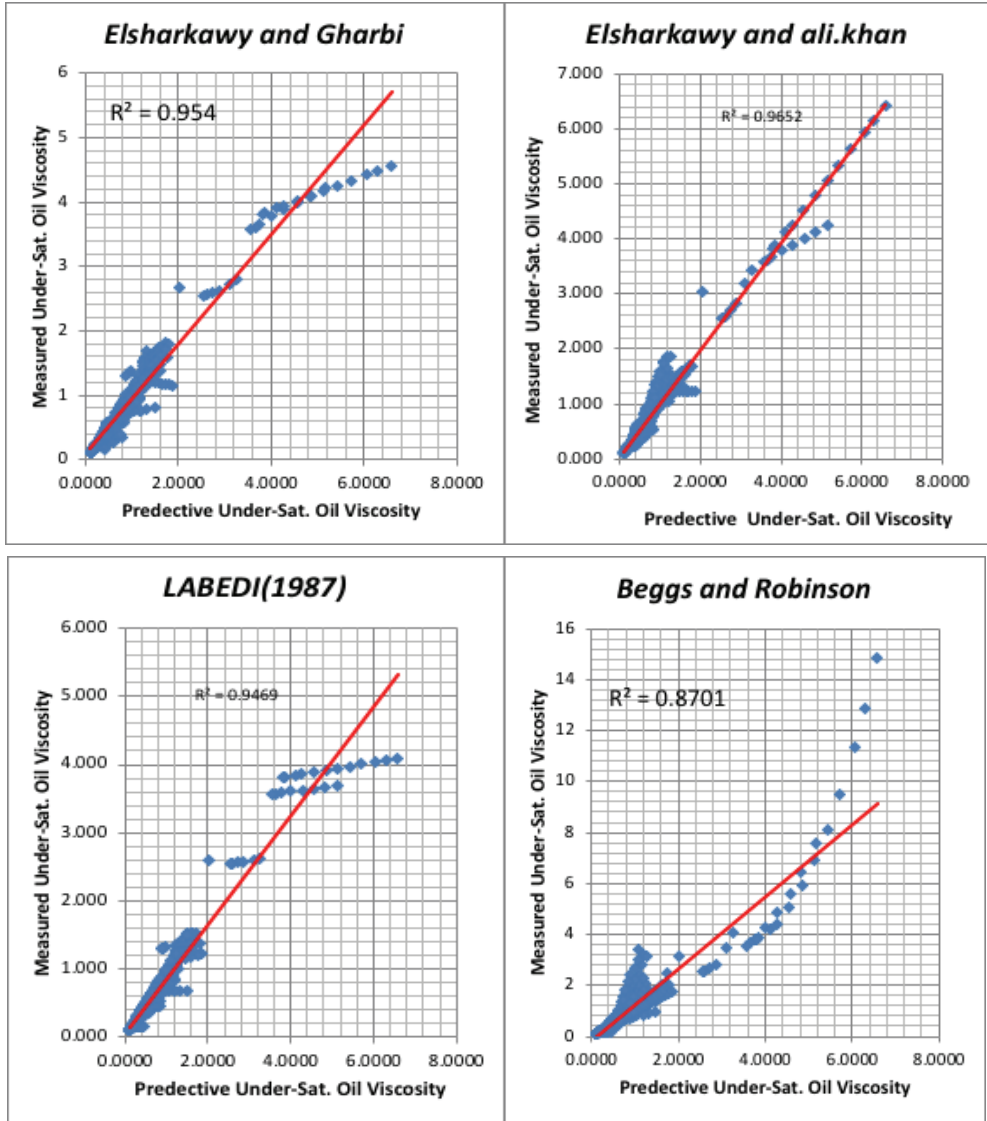 Elsharkawy and Gharbi
R² = 0.954
Measured Under-Sat. Oil Viscosity
6
5
4
3
2
1
0
0.0000 2.0000 4.0000 6.0000 8.0000
Predective Under-Sat. Oil Viscosity
Elsharkawy and ali.khan
R² = 0.9652
Measured Under-Sat. Oil Viscosity
7.000
6.000
5.000
4.000
3.000
2.000
1.000
0.000
0.0000 2.0000 4.0000 6.0000 8.0000
Predective Under-Sat. Oil Viscosity
LABEDI(1987)
R² = 0.9469
Measured Under-Sat. Oil Viscosity
6.000
5.000
4.000
3.000
2.000
1.000
0.000
0.0000 2.0000 4.0000 6.0000 8.0000
Predective Under-Sat. Oil Viscosity
Beggs and Robinson
R² = 0.8701
Measured Under-Sat. Oil Viscosity
16
14
12
10
8
6
4
2
0
0.0000 2.0000 4.0000 6.0000 8.0000
Predective Under-Sat. Oil Viscosity